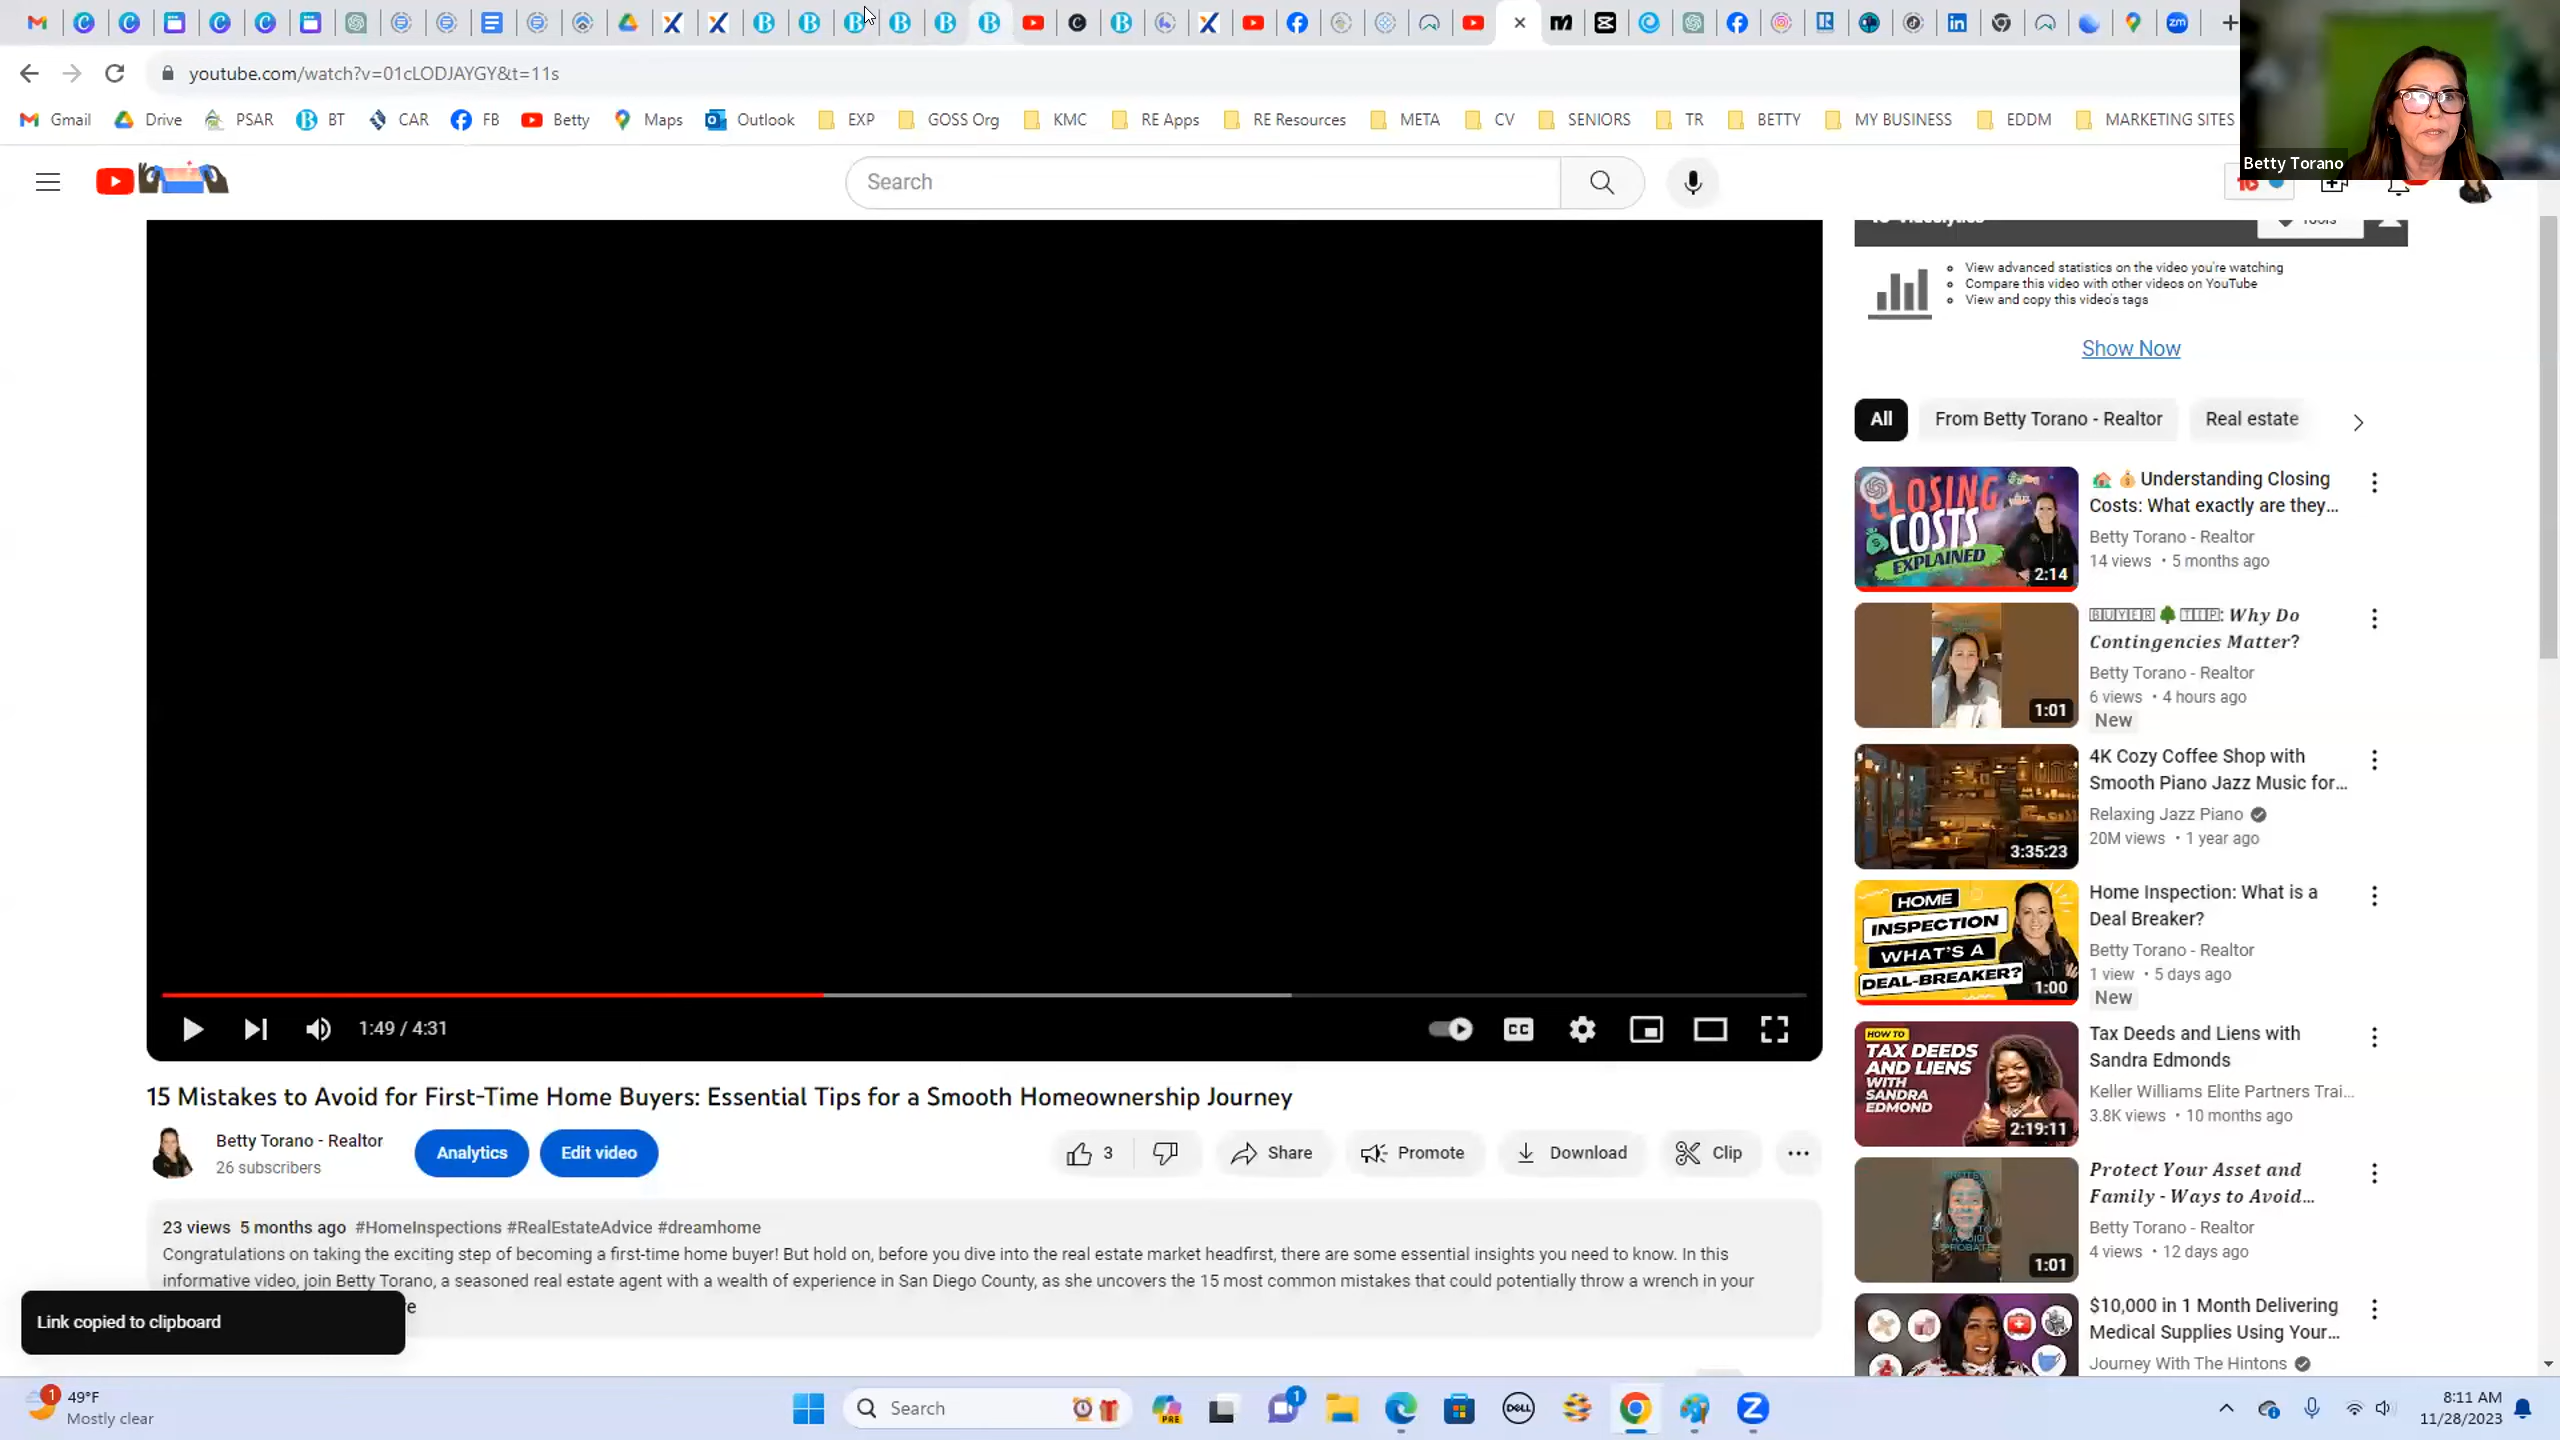 youtube.com/watch?v=01cLODJAYGY&t=11s
Gmail Drive PSAR BT CAR FB Betty Maps Outlook EXP GOSS Org KMC RE Apps RE Resources META CV SENIORS TR BETTY MY BUSINESS EDDM MARKETING SITES
Betty Torano
Search
Tools
View advanced statistics on the video you're watching
Compare this video with other videos on YouTube
View and copy this video's tags
Show Now
All From Betty Torano - Realtor Real estate
CLOSING
COSTS
EXPLAINED
2:14
Understanding Closing
Costs: What exactly are they...
Betty Torano - Realtor
14 views • 5 months ago
1:01
BUYER TIP: Why Do
Contingencies Matter?
Betty Torano - Realtor
6 views • 4 hours ago
New
3:35:23
4K Cozy Coffee Shop with
Smooth Piano Jazz Music for...
Relaxing Jazz Piano
20M views • 1 year ago
HOME
INSPECTION
WHAT'S A
DEAL-BREAKER?
1:00
Home Inspection: What is a
Deal Breaker?
Betty Torano - Realtor
1 view • 5 days ago
New
HOW TO
TAX DEEDS
AND LIENS
WITH
SANDRA
EDMOND
2:19:11
Tax Deeds and Liens with
Sandra Edmonds
Keller Williams Elite Partners Trai...
3.8K views • 10 months ago
1:01
Protect Your Asset and
Family - Ways to Avoid...
Betty Torano - Realtor
4 views • 12 days ago
$10,000 in 1 Month Delivering
Medical Supplies Using Your...
Journey With The Hintons
1:49 / 4:31
CC
15 Mistakes to Avoid for First-Time Home Buyers: Essential Tips for a Smooth Homeownership Journey
Betty Torano - Realtor
26 subscribers
Analytics Edit video
3 Share Promote Download Clip
23 views 5 months ago #HomeInspections #RealEstateAdvice #dreamhome
Congratulations on taking the exciting step of becoming a first-time home buyer! But hold on, before you dive into the real estate market headfirst, there are some essential insights you need to know. In this
informative video, join Betty Torano, a seasoned real estate agent with a wealth of experience in San Diego County, as she uncovers the 15 most common mistakes that could potentially throw a wrench in your
Link copied to clipboard
1
49°F
Mostly clear
Search
PRE
1
DELL
8:11 AM
11/28/2023